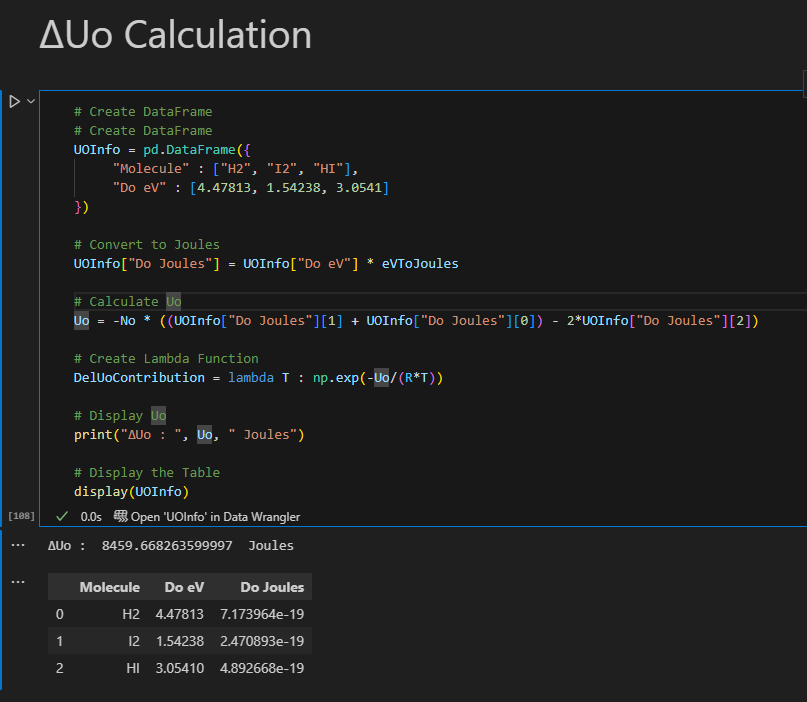 ΔUo Calculation
# Create DataFrame
# Create DataFrame
UOInfo = pd.DataFrame({
"Molecule" : ["H2", "I2", "HI"],
"Do eV" : [4.47813, 1.54238, 3.0541]
})
# Convert to Joules
UOInfo["Do Joules"] = UOInfo["Do eV"] * eVToJoules
# Calculate Uo
Uo = -No * ((UOInfo["Do Joules"][1] + UOInfo["Do Joules"][0]) - 2*UOInfo["Do Joules"][2])
# Create Lambda Function
DelUoContribution = lambda T : np.exp(-Uo/(R*T))
# Display Uo
print("ΔUo : ", Uo, " Joules")
# Display the Table
display(UOInfo)
[108] 0.0s Open 'UOInfo' in Data Wrangler
ΔUo :  8459.668263599997  Joules
Molecule Do eV Do Joules
0 H2 4.47813 7.173964e-19
1 I2 1.54238 2.470893e-19
2 HI 3.05410 4.892668e-19